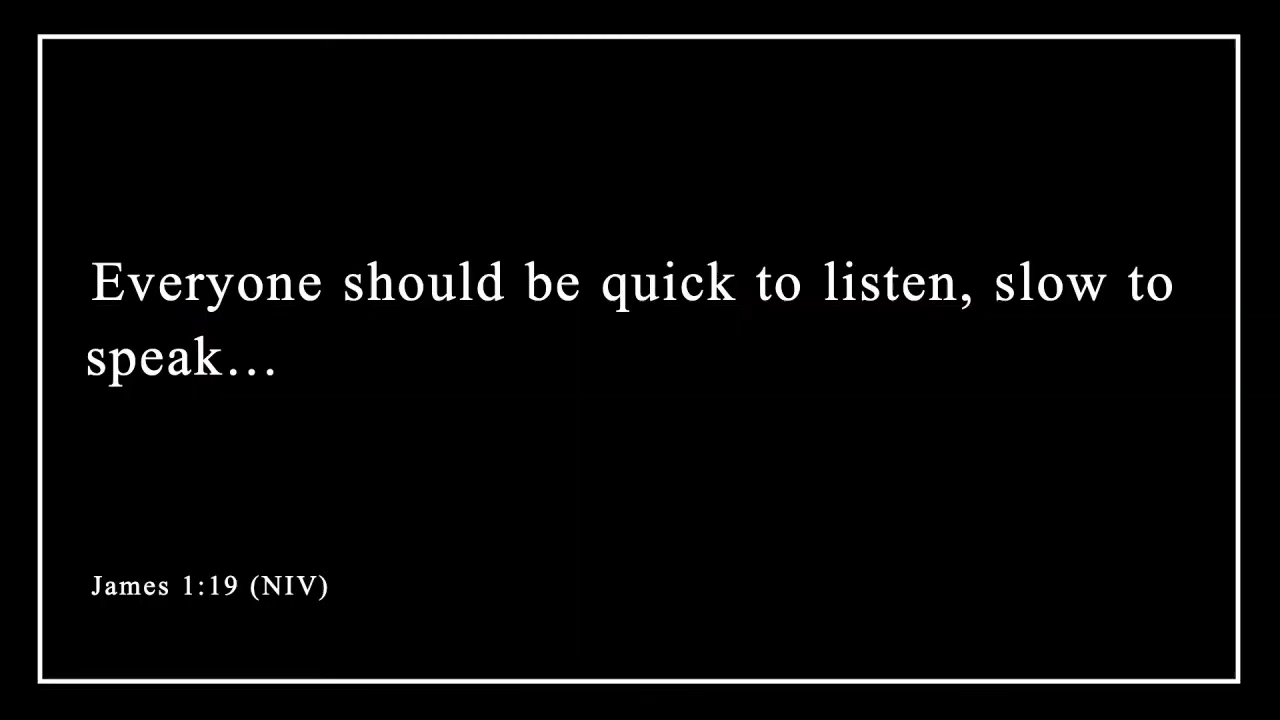 Everyone should be quick to listen, slow to
speak…
James 1:19 (NIV)